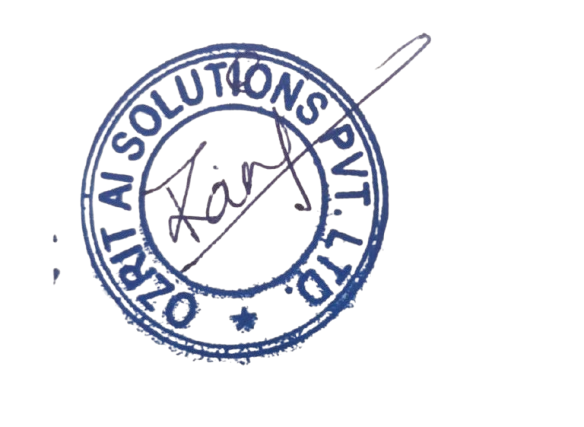 OZRIT AI SOLUTIONS PVT. LTD.